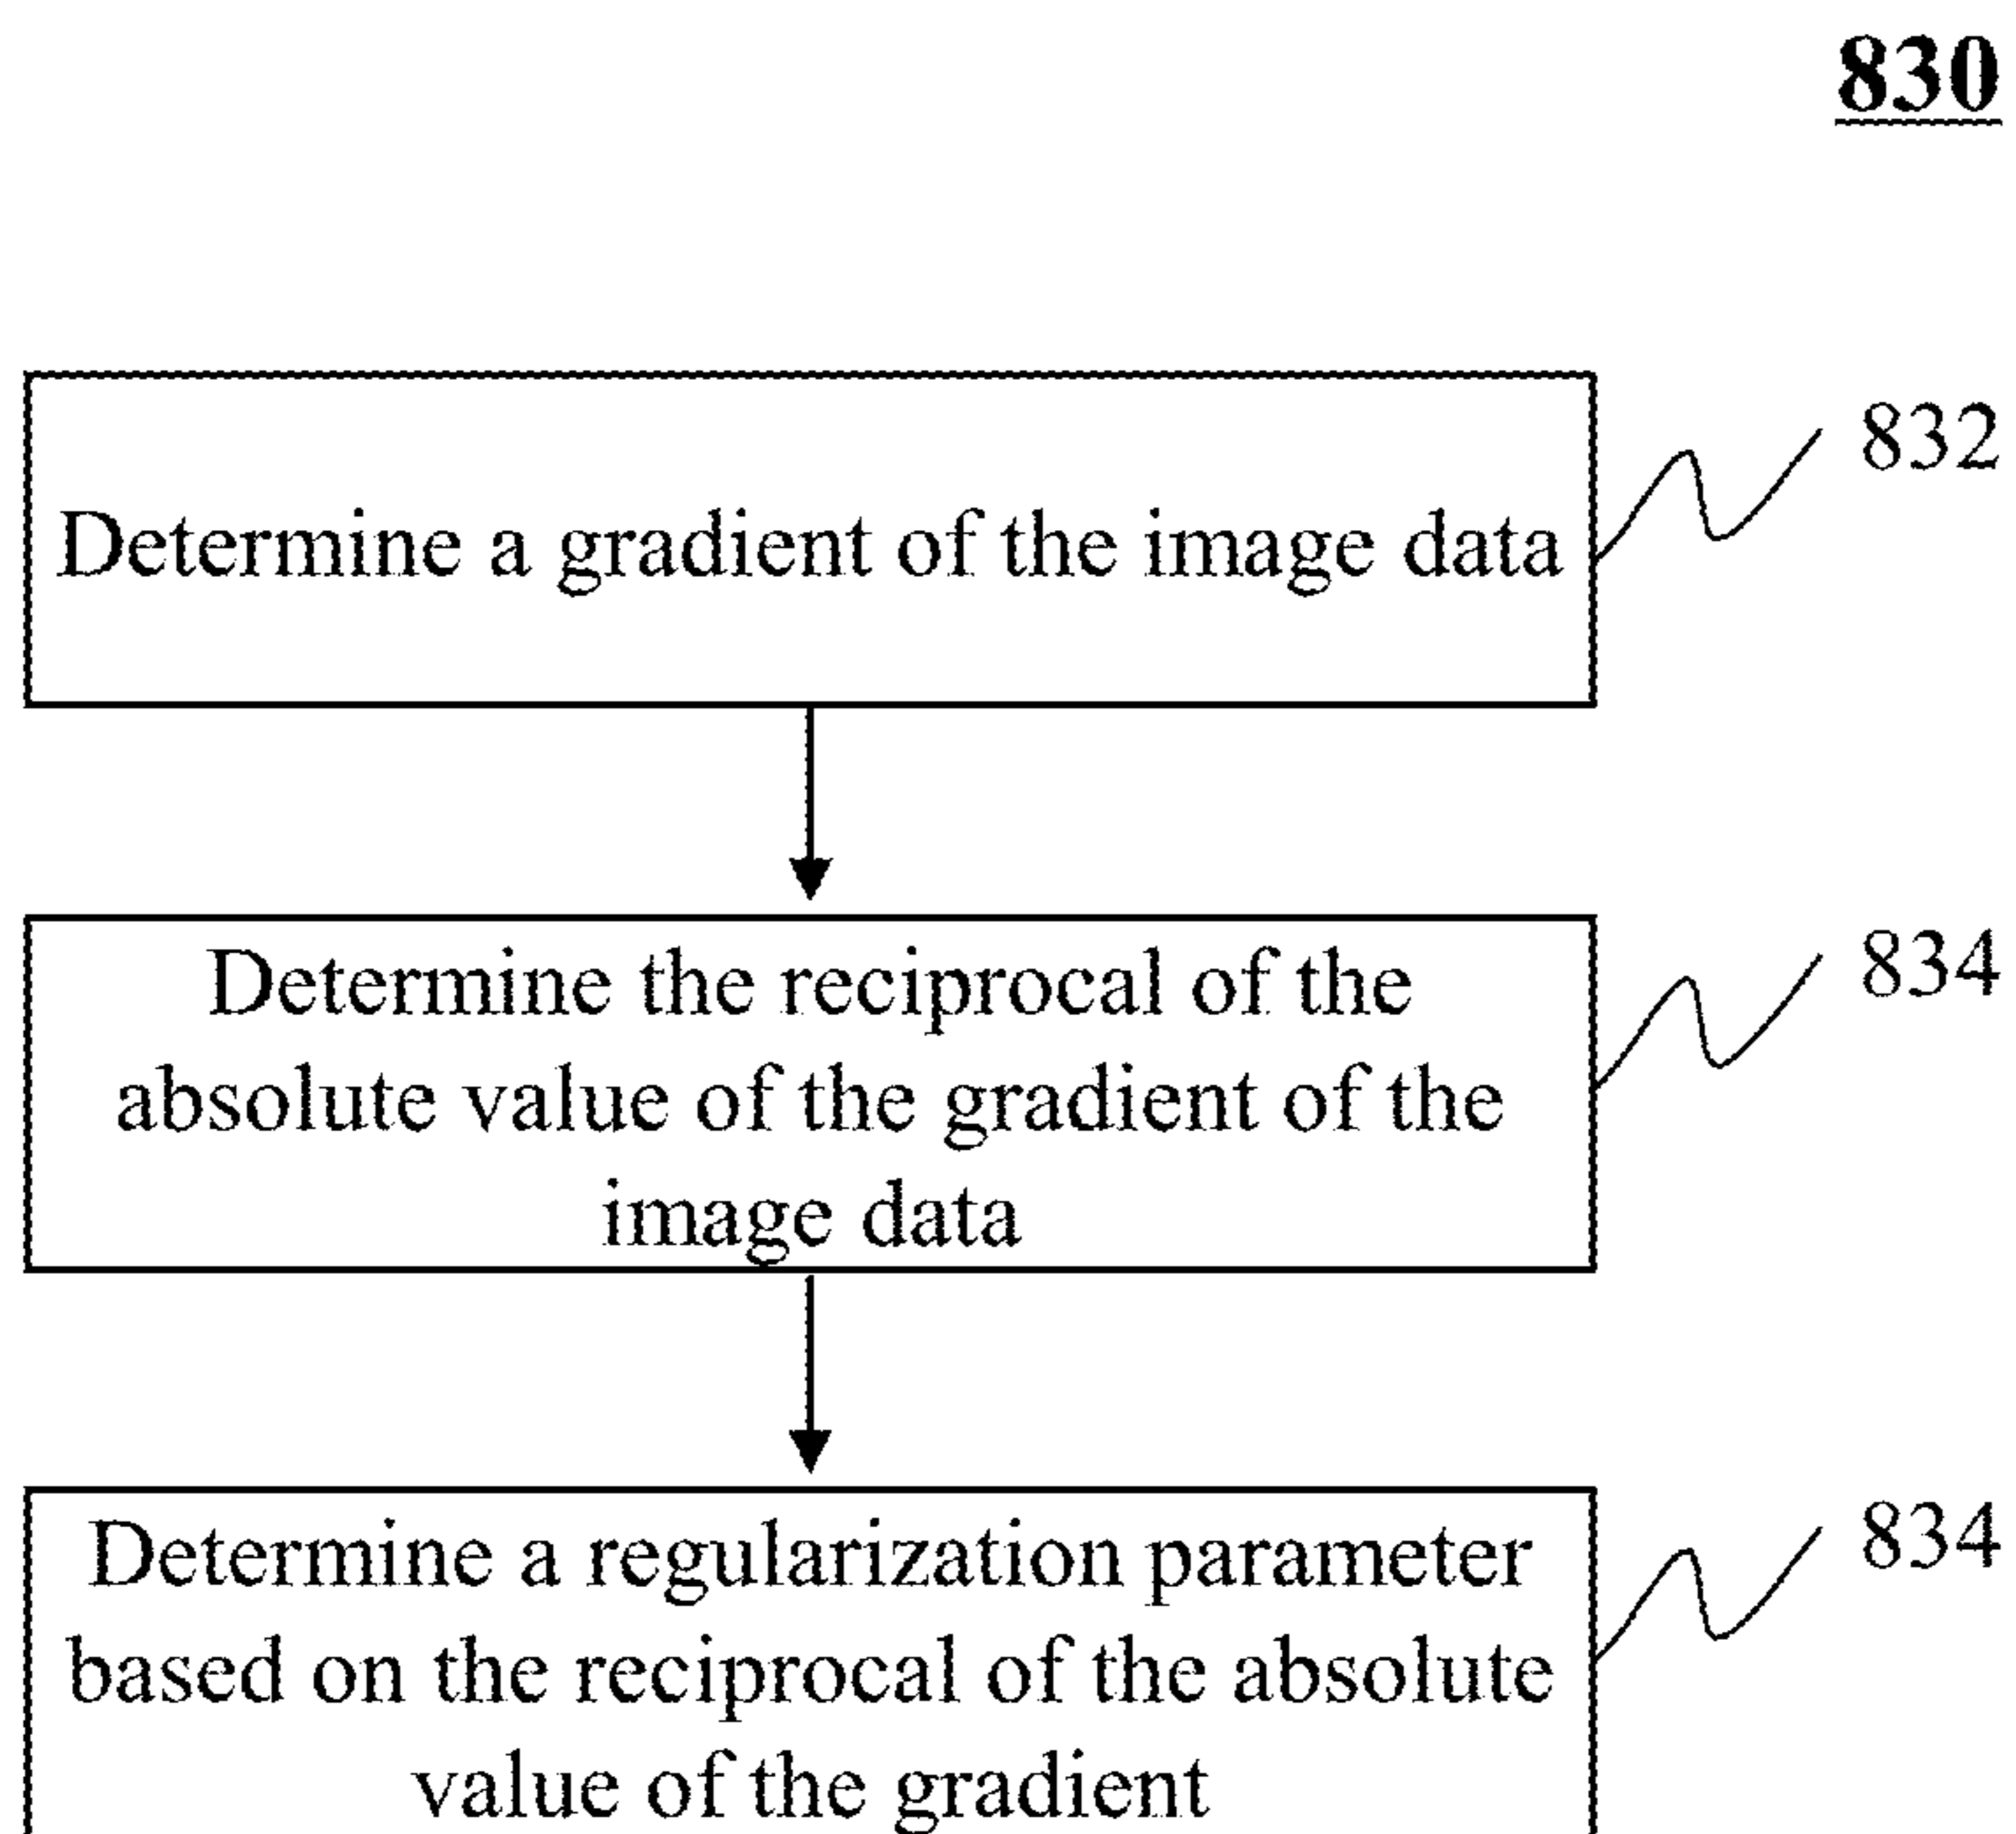 830
832
Determine a gradient of the image data
834
Determine the reciprocal of the
absolute value of the gradient of the
image data
834
Determine a regularization parameter
based on the reciprocal of the absolute
value of the gradient